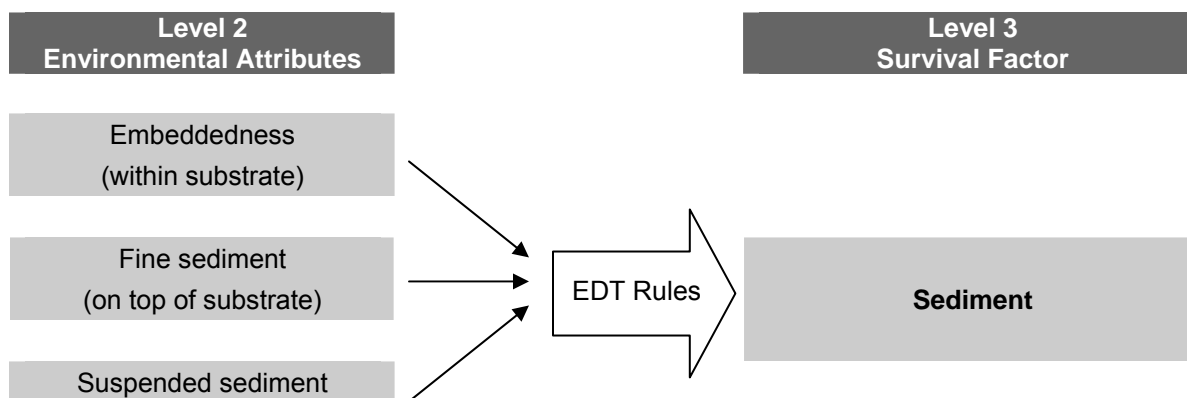 Level 2
Environmental Attributes
Level 3
Survival Factor
Embeddedness
(within substrate)
Fine sediment
(on top of substrate)
Suspended sediment
EDT Rules
Sediment